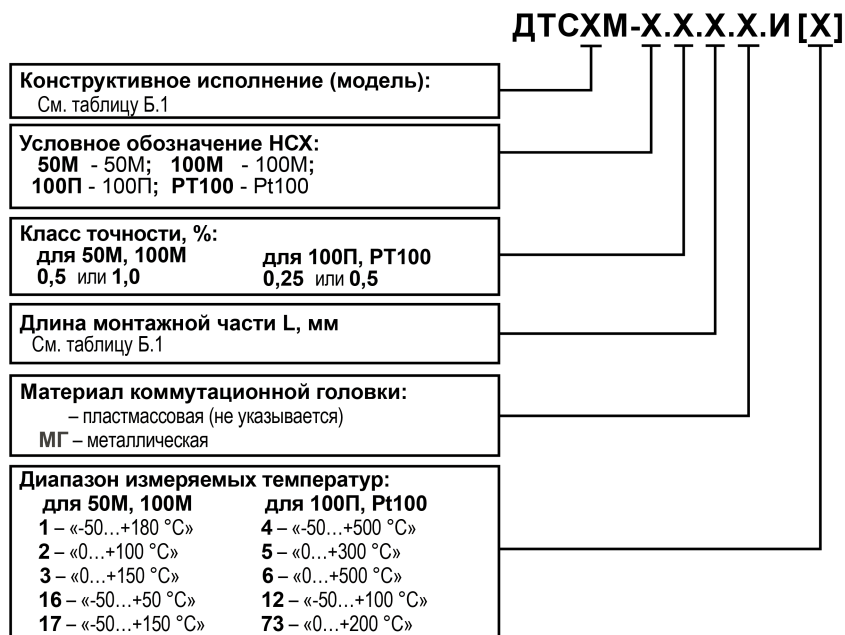 ДТСХМ-Х.Х.Х.Х.И [Х]
Конструктивное исполнение (модель):
См. таблицу Б.1
Условное обозначение НСХ:
50М - 50М; 100М - 100М;
100П - 100П; РТ100 - Pt100
Класс точности, %:
для 50М, 100М для 100П, РТ100
0,5 или 1,0 0,25 или 0,5
Длина монтажной части L, мм
См. таблицу Б.1
Материал коммутационной головки:
– пластмассовая (не указывается)
МГ – металлическая
Диапазон измеряемых температур:
для 50М, 100М для 100П, Pt100
1 – «-50…+180 °С» 4 – «-50…+500 °С»
2 – «0…+100 °С» 5 – «0…+300 °С»
3 – «0…+150 °С» 6 – «0…+500 °С»
16 – «-50…+50 °С» 12 – «-50…+100 °С»
17 – «-50…+150 °С» 73 – «0…+200 °С»